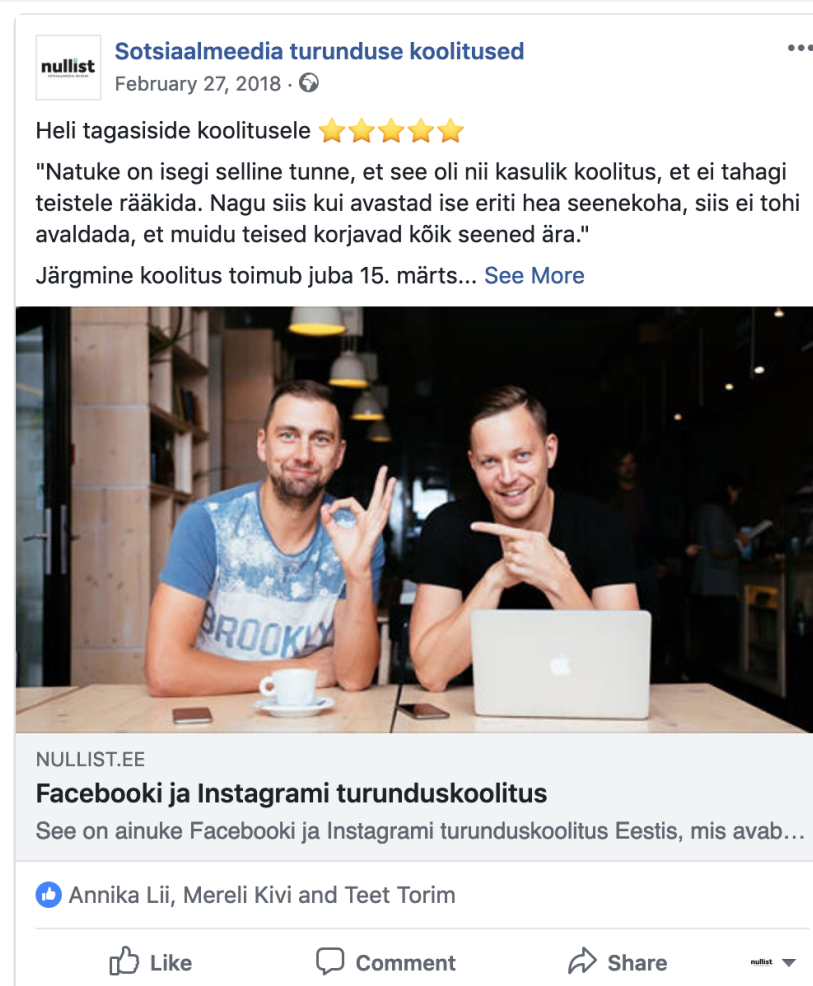 nullist
Sotsiaalmeedia turunduse koolitused
February 27, 2018 ·
Heli tagasiside koolitusele ⭐⭐⭐⭐⭐
"Natuke on isegi selline tunne, et see oli nii kasulik koolitus, et ei tahagi
teistele rääkida. Nagu siis kui avastad ise eriti hea seenekoha, siis ei tohi
avaldada, et muidu teised korjavad kõik seened ära."
Järgmine koolitus toimub juba 15. märts... See More
BROOKLY
NULLIST.EE
Facebooki ja Instagrami turunduskoolitus
See on ainuke Facebooki ja Instagrami turunduskoolitus Eestis, mis avab...
Annika Lii, Mereli Kivi and Teet Torim
Like Comment Share nullist